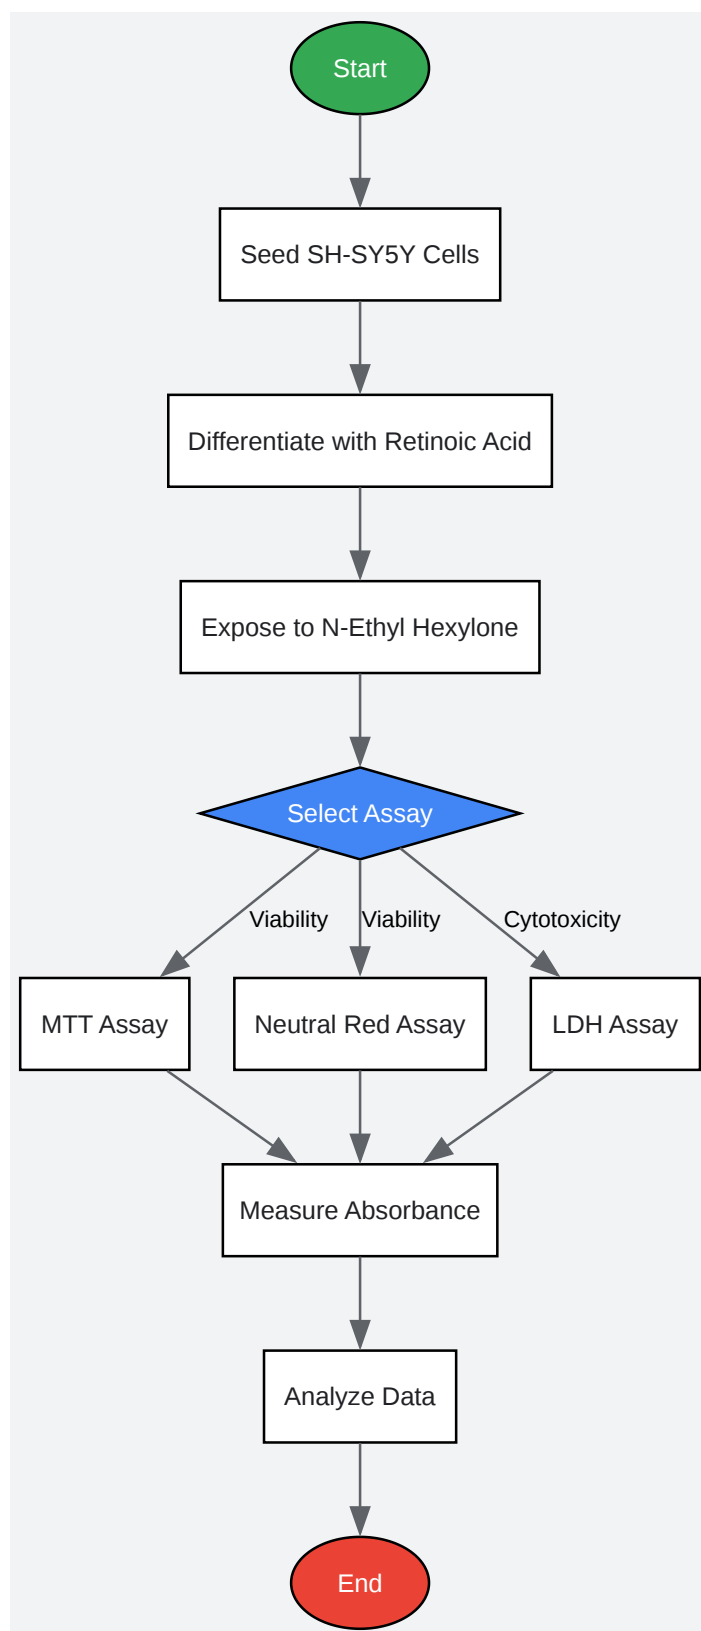 Start
Seed SH-SY5Y Cells
Differentiate with Retinoic Acid
Expose to N-Ethyl Hexylone
Select Assay
Viability
Viability
Cytotoxicity
MTT Assay
Neutral Red Assay
LDH Assay
Measure Absorbance
Analyze Data
End